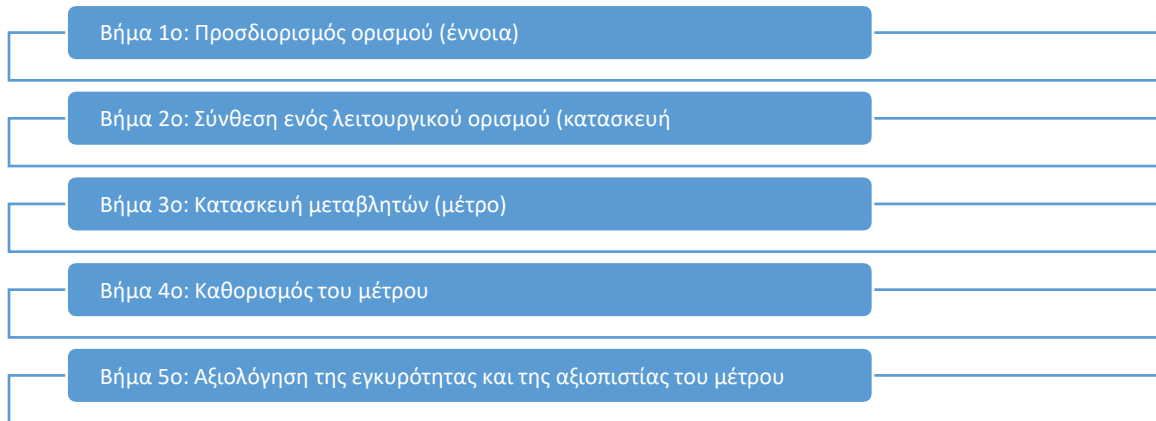 Βήμα 1ο: Προσδιορισμός ορισμού (έννοια)
Βήμα 2ο: Σύνθεση ενός λειτουργικού ορισμού (κατασκευή
Βήμα 3ο: Κατασκευή μεταβλητών (μέτρο)
Βήμα 4ο: Καθορισμός του μέτρου
Βήμα 5ο: Αξιολόγηση της εγκυρότητας και της αξιοπιστίας του μέτρου